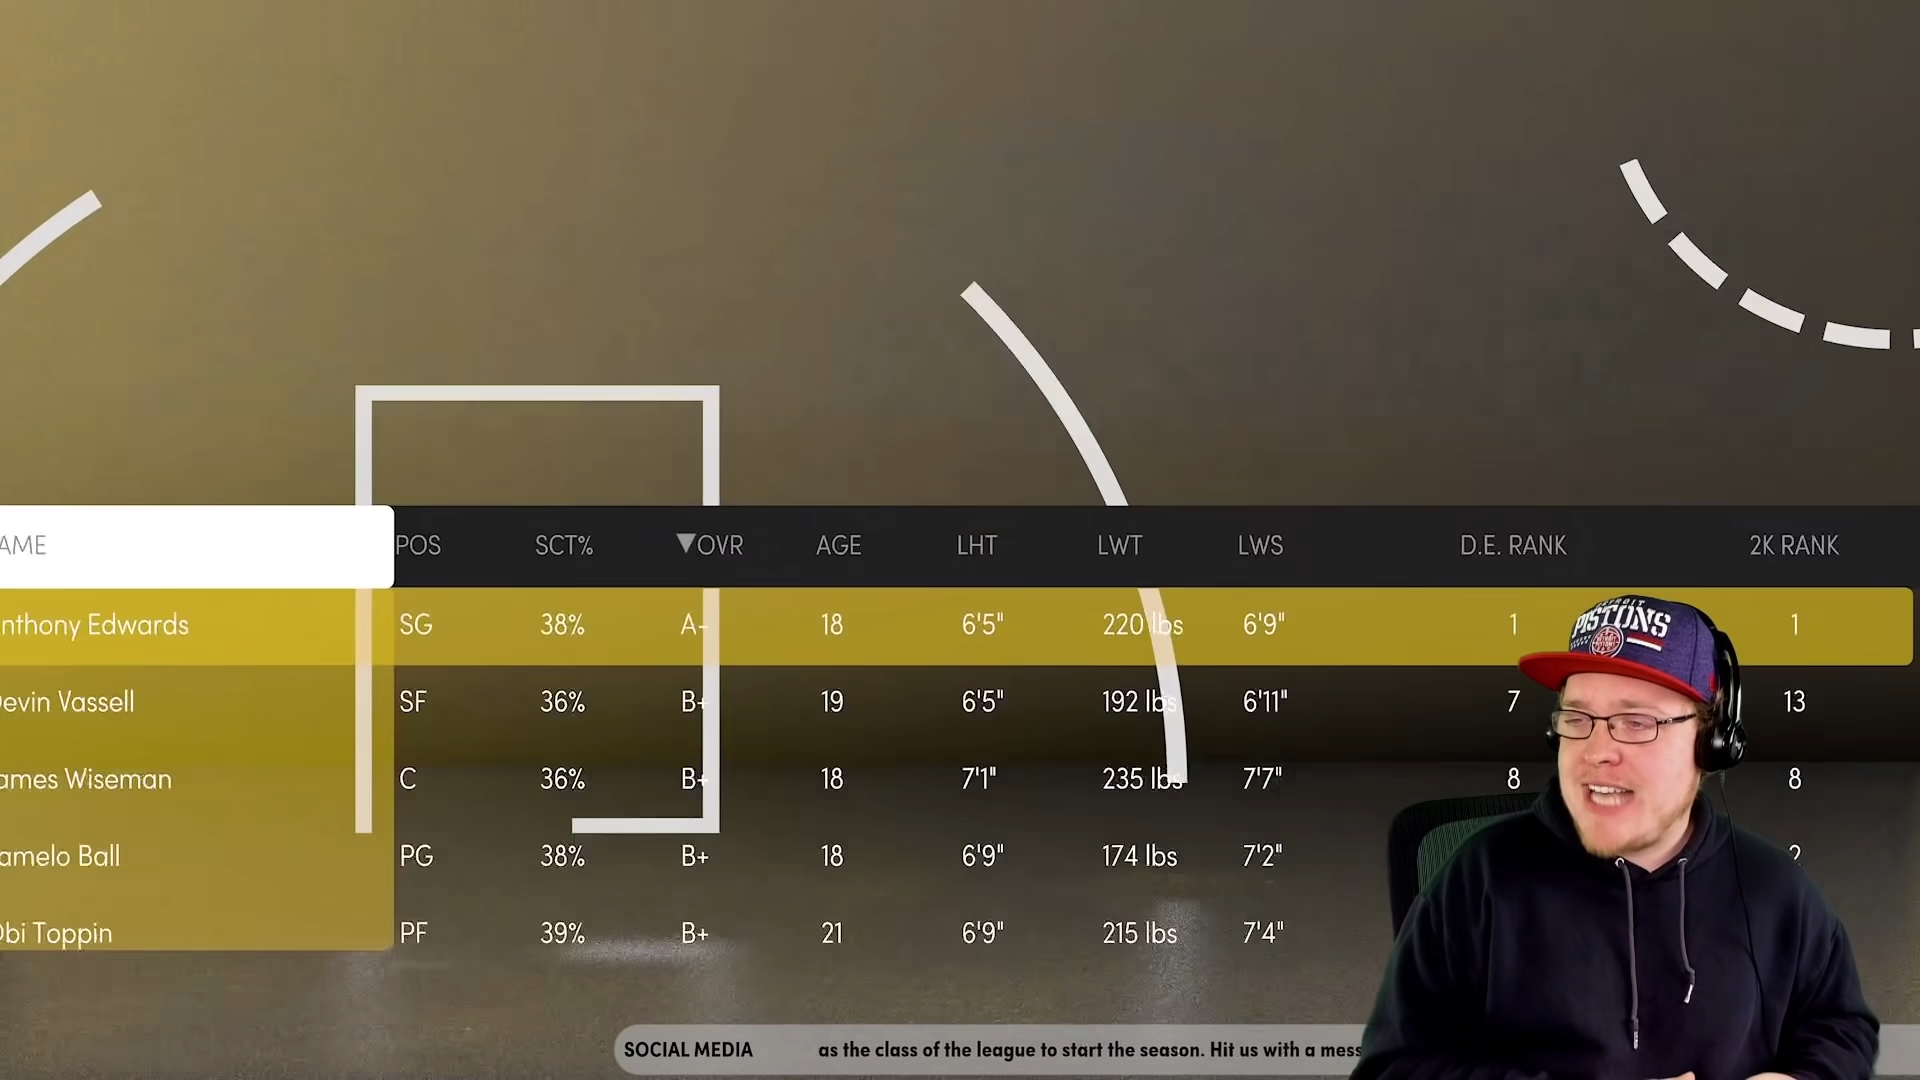 AME POS SCT% ▼OVR AGE LHT LWT LWS D.E. RANK 2K RANK
nthony Edwards SG 38% A- 18 6'5" 220 lbs 6'9" 1 1
Devin Vassell SF 36% B+ 19 6'5" 192 lbs 6'11" 7 13
ames Wiseman C 36% B+ 18 7'1" 235 lbs 7'7" 8 8
amelo Ball PG 38% B+ 18 6'9" 174 lbs 7'2" 2
Obi Toppin PF 39% B+ 21 6'9" 215 lbs 7'4"
DETROIT
PISTONS
SOCIAL MEDIA as the class of the league to start the season. Hit us with a mess